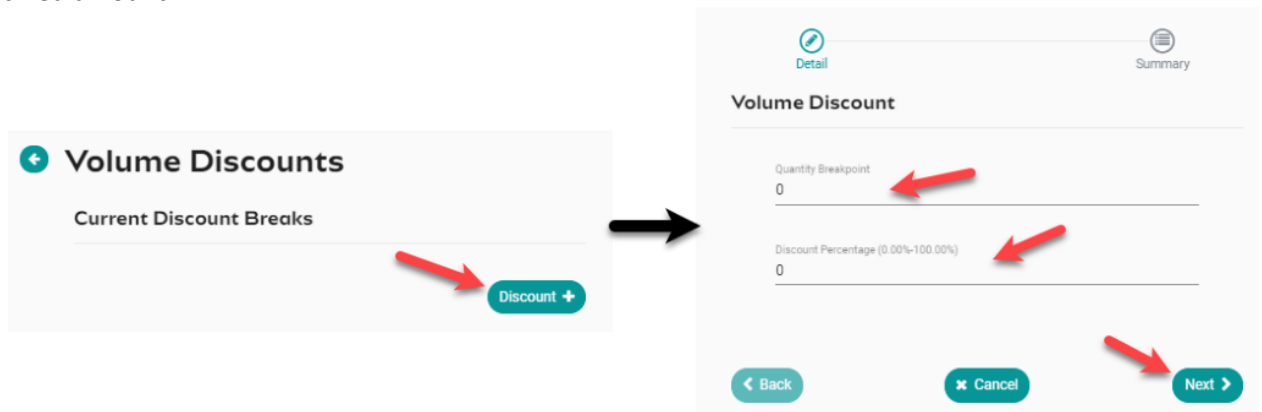 Volume Discounts
Current Discount Breaks
Discount +
Detail
Summary
Volume Discount
Quantity Breakpoint
0
Discount Percentage (0.00%-100.00%)
0
Back
Cancel
Next